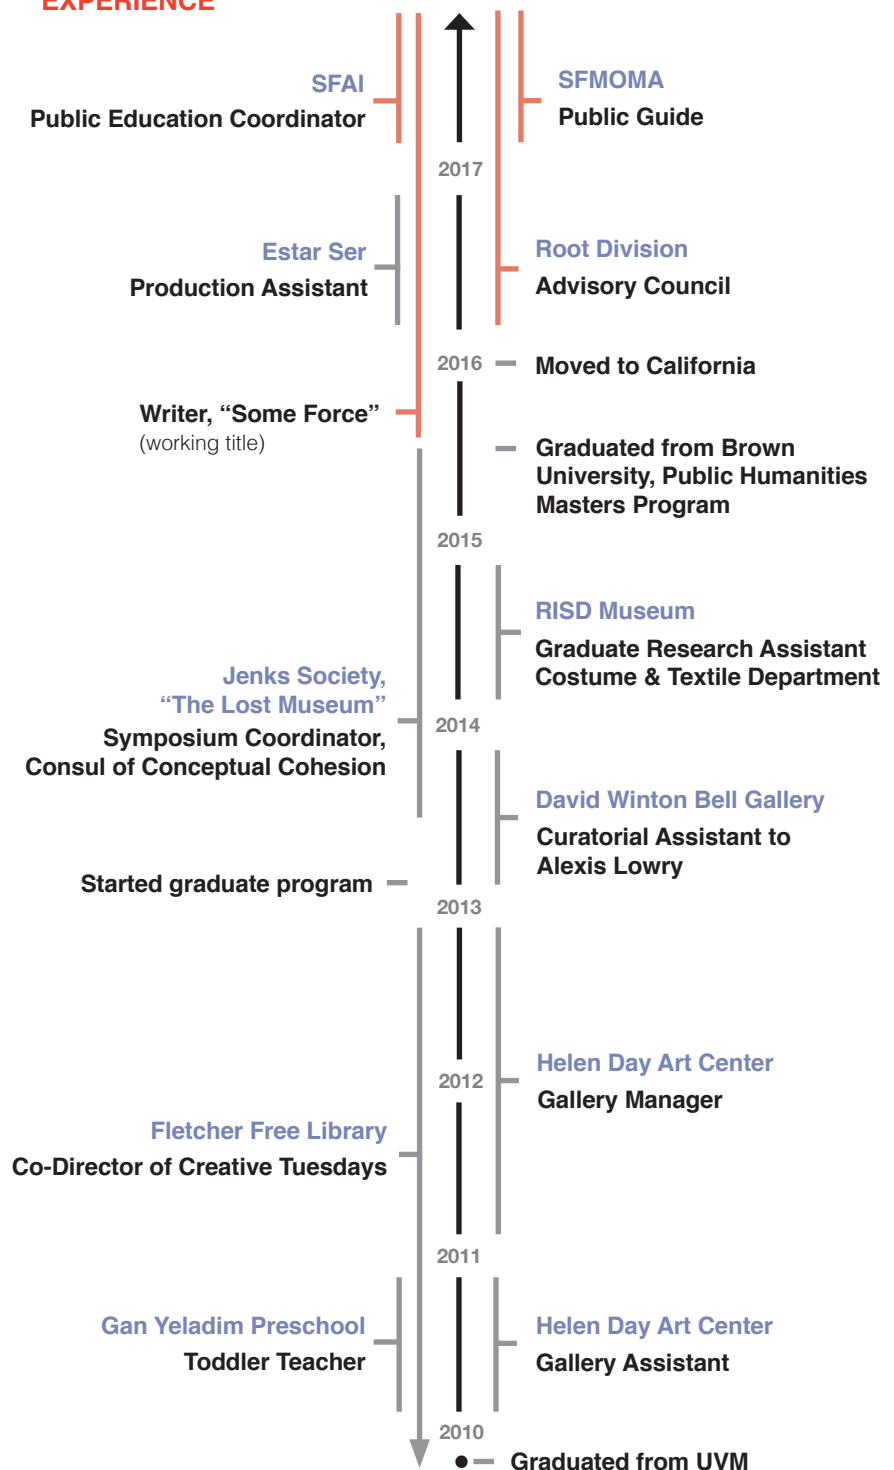 EXPERIENCE
SFAI
Public Education Coordinator
SFMOMA
Public Guide
2017
Estar Ser
Production Assistant
Root Division
Advisory Council
2016
Moved to California
Writer, “Some Force”
(working title)
Graduated from Brown
University, Public Humanities
Masters Program
2015
RISD Museum
Graduate Research Assistant
Costume & Textile Department
Jenks Society,
“The Lost Museum”
Symposium Coordinator,
Consul of Conceptual Cohesion
2014
David Winton Bell Gallery
Curatorial Assistant to
Alexis Lowry
Started graduate program
2013
Helen Day Art Center
Gallery Manager
2012
Fletcher Free Library
Co-Director of Creative Tuesdays
2011
Gan Yeladim Preschool
Toddler Teacher
Helen Day Art Center
Gallery Assistant
2010
Graduated from UVM